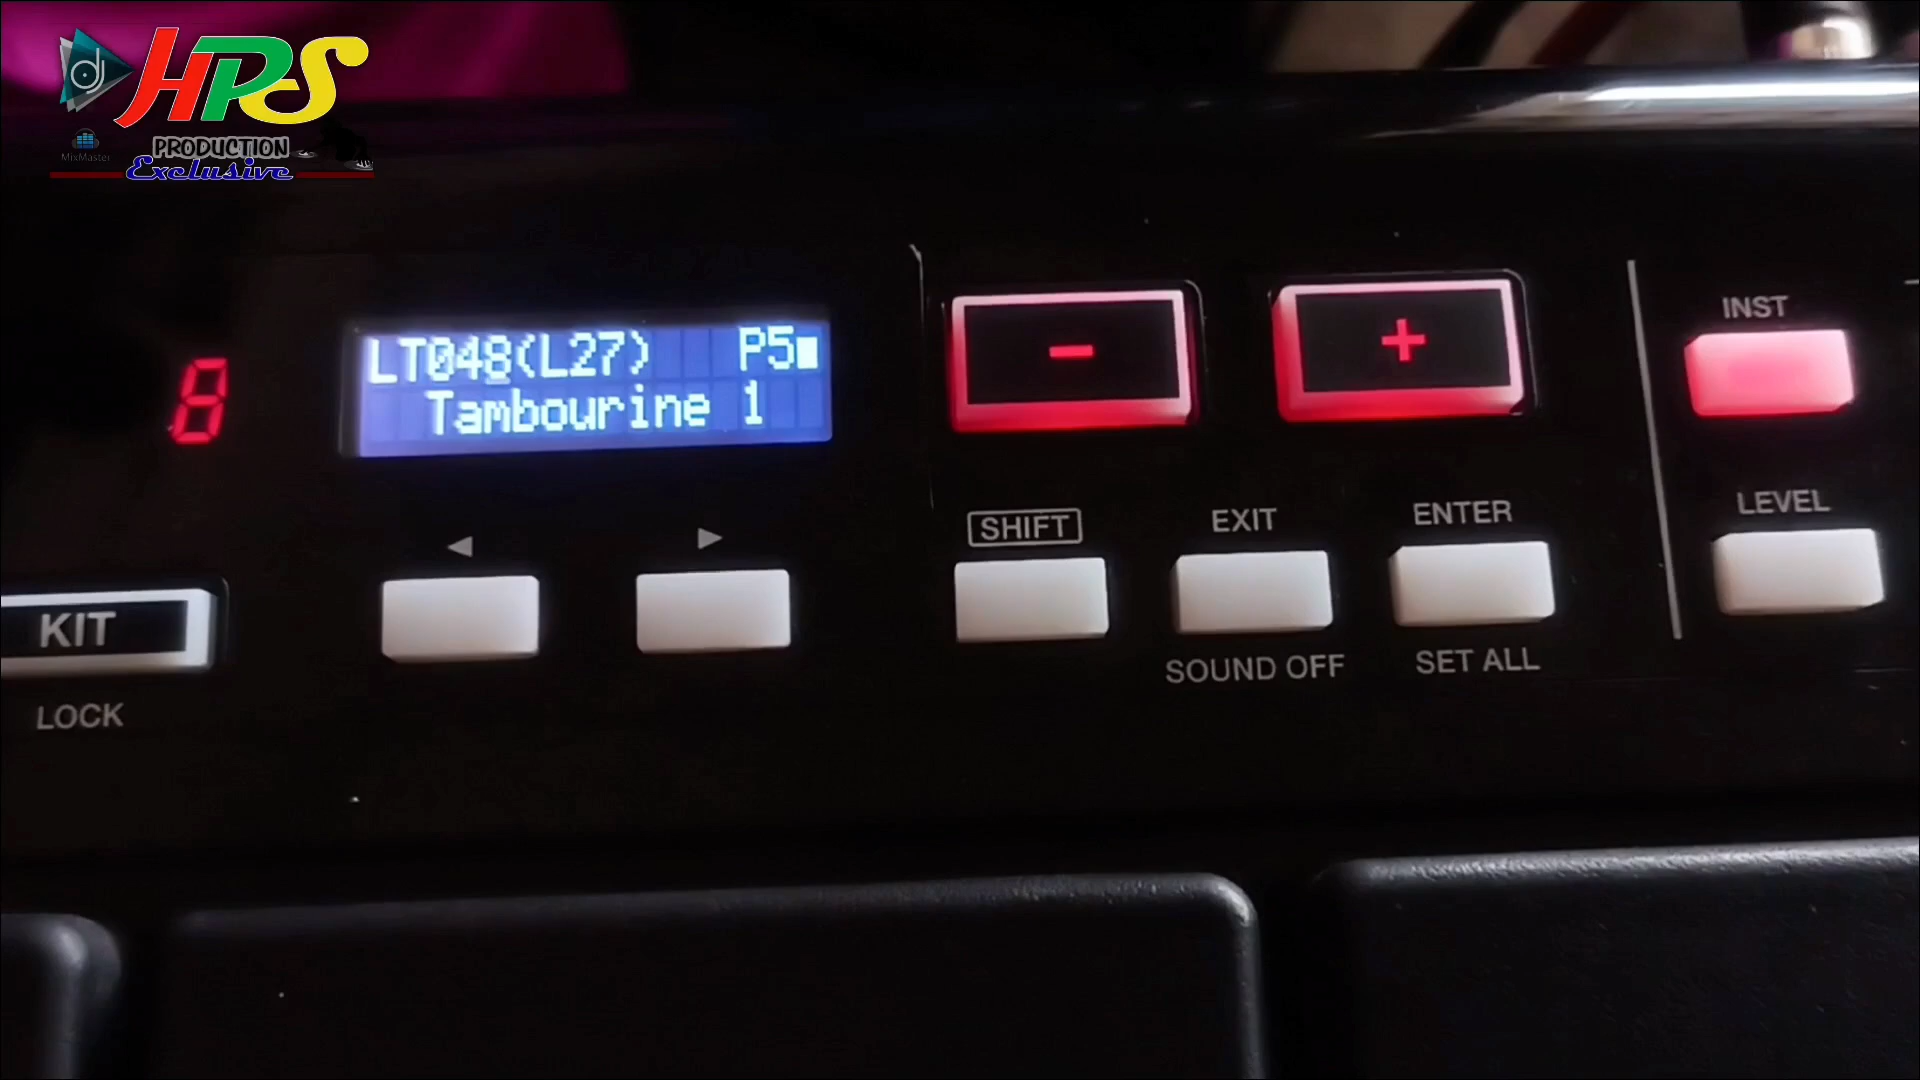 dj
HPS
MixMaster
PRODUCTION
Exclusive
8
LT048(L27) P5
Tambourine 1
-
+
INST
SHIFT
EXIT
ENTER
LEVEL
KIT
SOUND OFF
SET ALL
LOCK